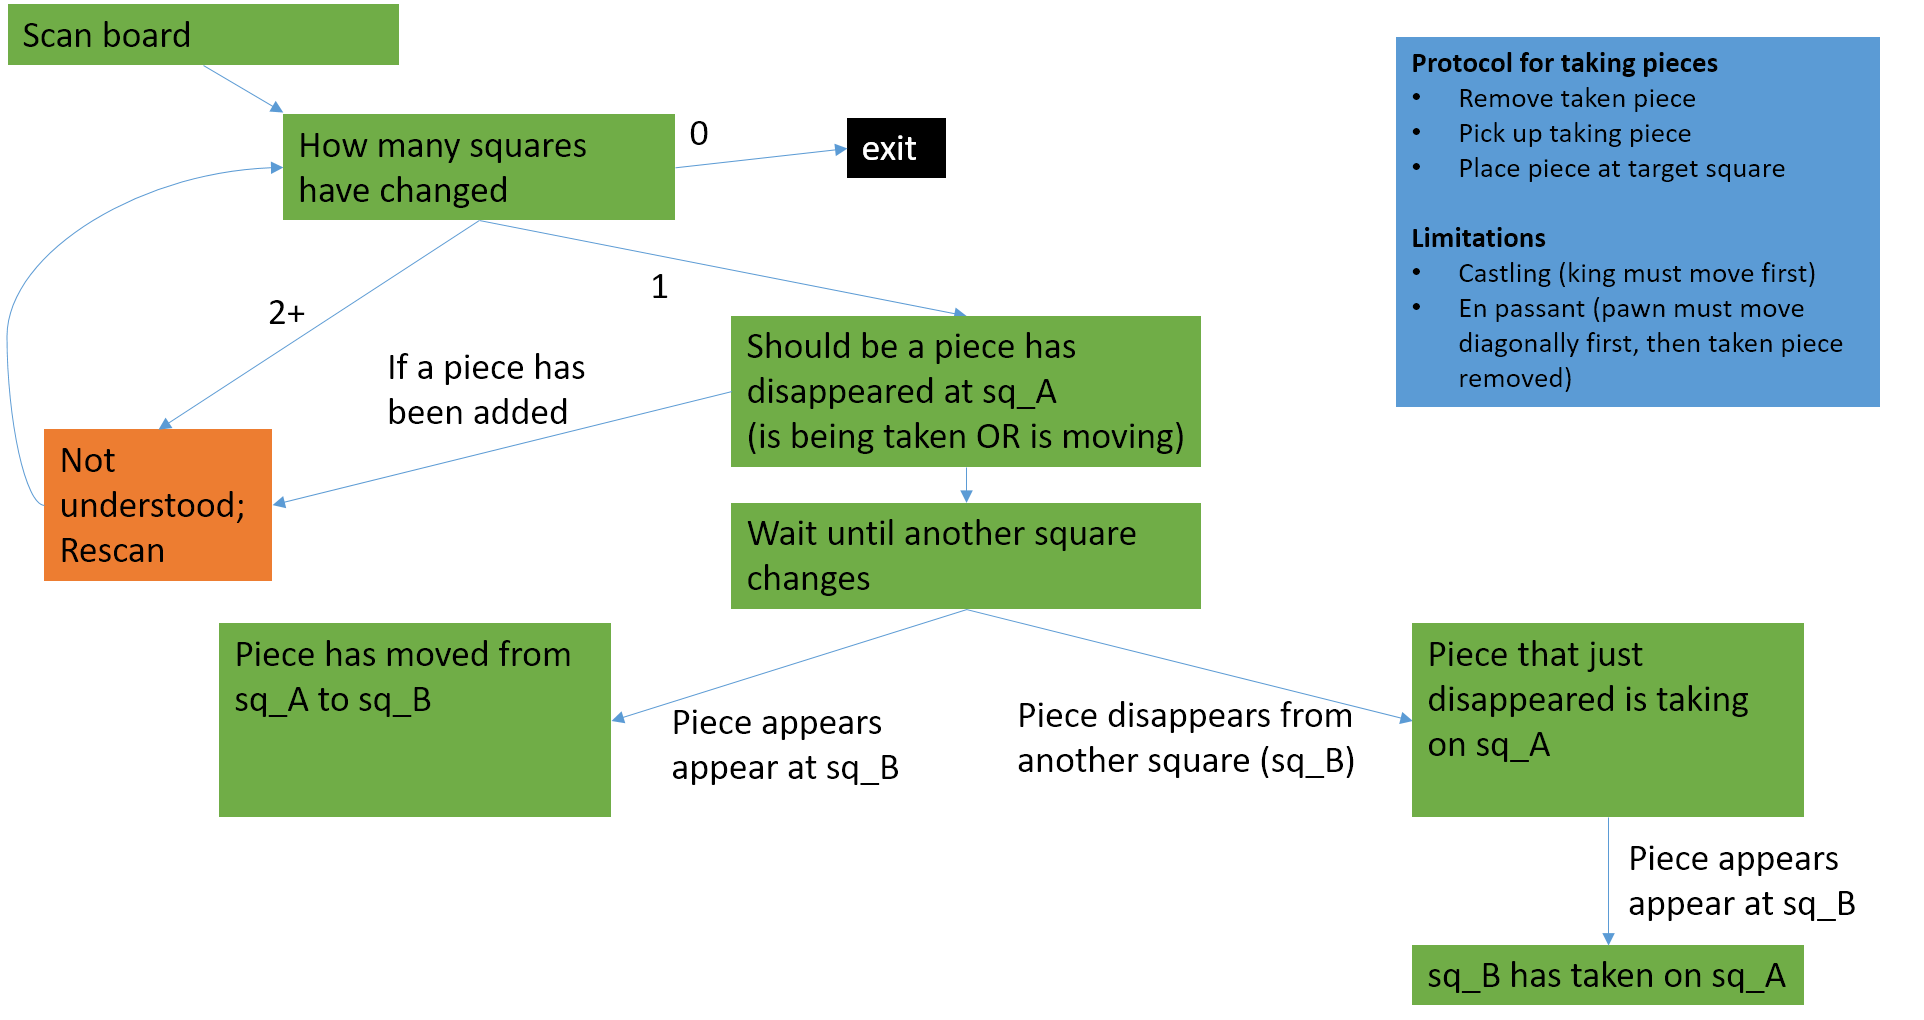 Scan board
How many squares
have changed
0
exit
2+
1
If a piece has
been added
Should be a piece has
disappeared at sq_A
(is being taken OR is moving)
Not
understood;
Rescan
Wait until another square
changes
Piece has moved from
sq_A to sq_B
Piece appears
appear at sq_B
Piece disappears from
another square (sq_B)
Piece that just
disappeared is taking
on sq_A
Piece appears
appear at sq_B
sq_B has taken on sq_A
Protocol for taking pieces
• Remove taken piece
• Pick up taking piece
• Place piece at target square
Limitations
• Castling (king must move first)
• En passant (pawn must move
diagonally first, then taken piece
removed)